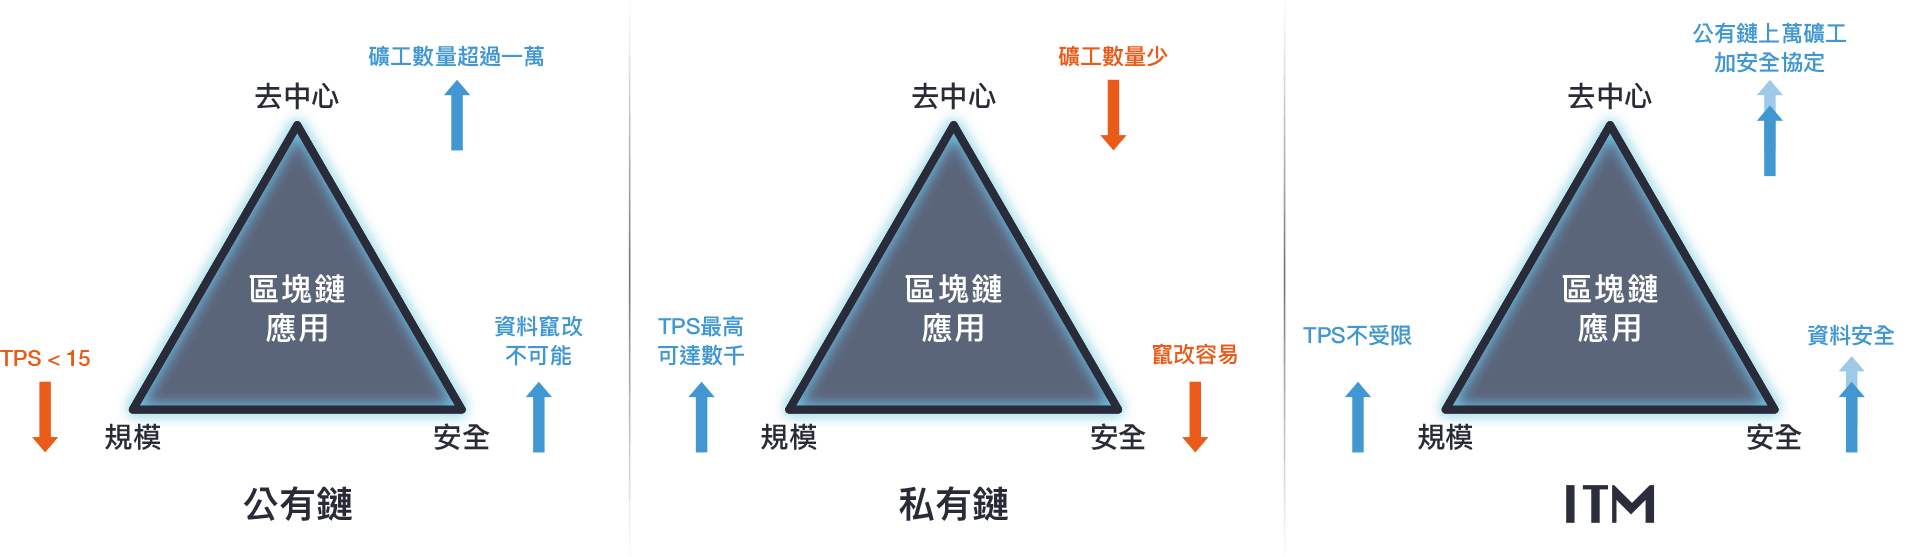 礦工數量超過一萬
去中心
區塊鏈
應用
TPS < 15
資料竄改
不可能
規模
安全
公有鏈
礦工數量少
去中心
區塊鏈
應用
TPS最高
可達數千
竄改容易
規模
安全
私有鏈
公有鏈上萬礦工
加安全協定
去中心
區塊鏈
應用
TPS不受限
資料安全
規模
安全
ITM